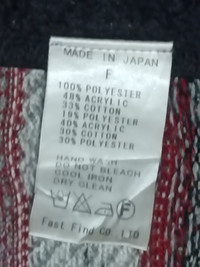 MADE IN JAPAN
F
100% POLYESTER
48% ACRYLIC
33% COTTON
19% POLYESTER
40% ACRYLIC
30% COTTON
30% POLYESTER
HAND WASH
DO NOT BLEACH
COOL IRON
DRY CLEAN
F
Fast Find CO.,LTD